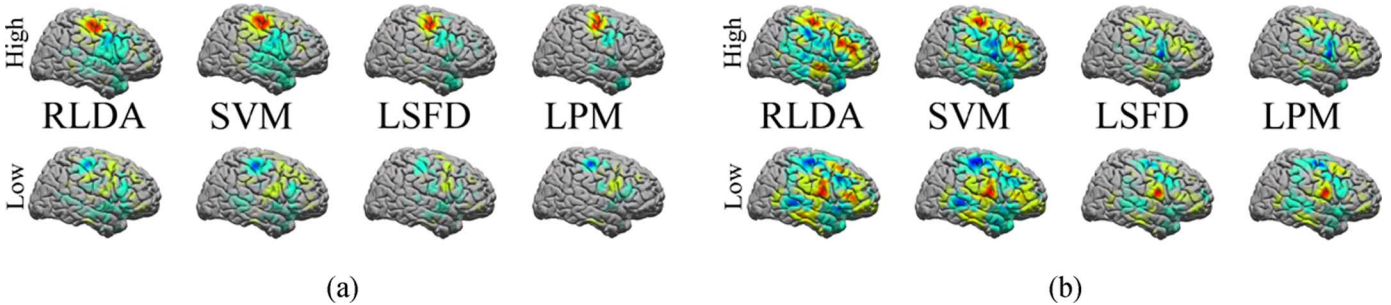 High
RLDA SVM LSFD LPM
Low
(a)
High
RLDA SVM LSFD LPM
Low
(b)